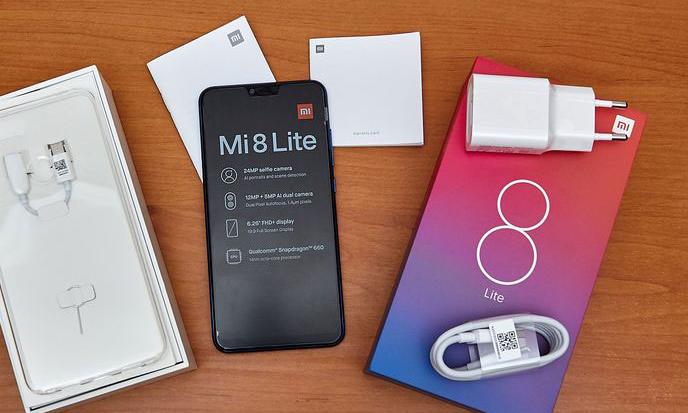 mi
mi
mi
Mi 8 Lite
24MP selfie camera
AI portraits and scene detection
12MP + 5MP AI dual camera
Dual Pixel autofocus, 1.4μm pixels
6.26" FHD+ display
19:9 Full Screen Display
Qualcomm® Snapdragon™ 660
14nm octa-core processor
CPU
mi
8
Lite